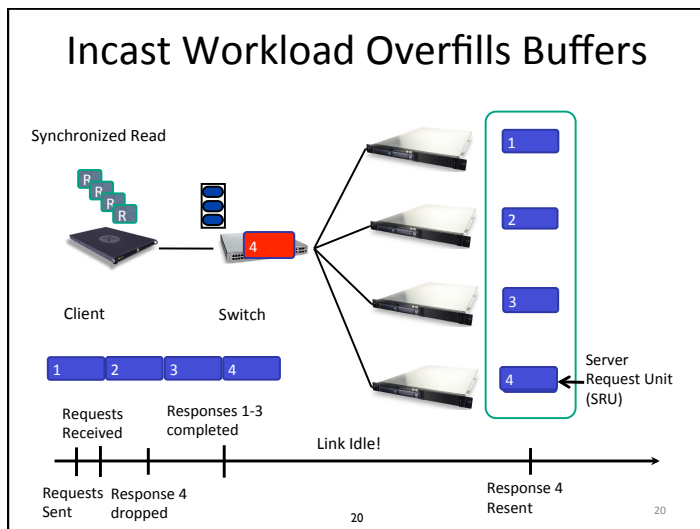 Incast Workload Overfills Buffers
Synchronized Read
R
R
R
R
1
2
3
4
4
Client
Switch
Server
Request Unit
(SRU)
1
2
3
4
Requests
Received
Responses 1-3
completed
Link Idle!
Requests
Sent
Response 4
dropped
Response 4
Resent
20
20